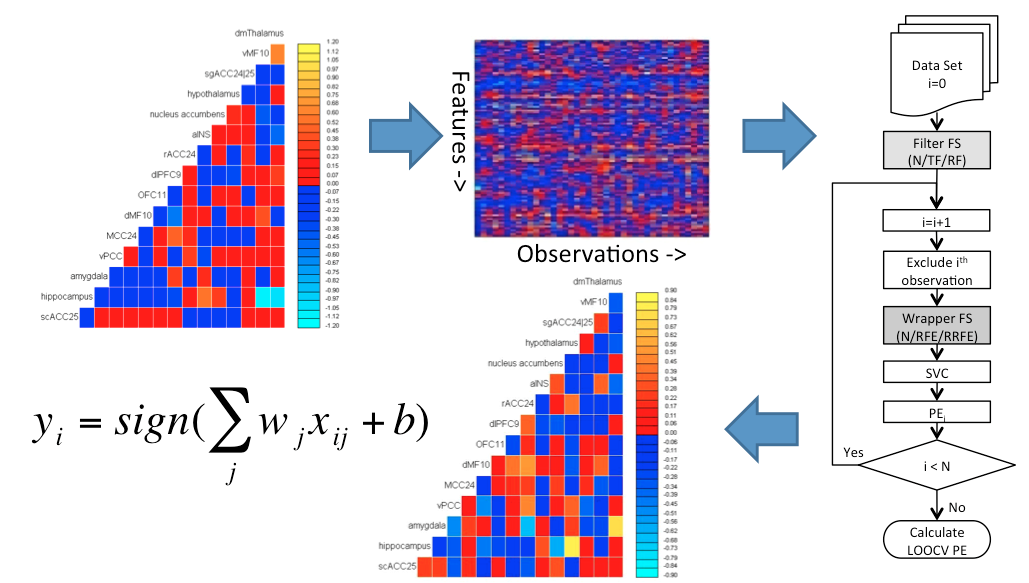 dmThalamus
vMF10
sgACC24|25
hypothalamus
nucleus accumbens
aINS
rACC24
dlPFC9
OFC11
dMF10
MCC24
vPCC
amygdala
hippocampus
scACC25
1.20
1.12
1.05
0.97
0.90
0.82
0.75
0.68
0.60
0.52
0.45
0.38
0.30
0.22
0.15
0.07
0.00
-0.07
-0.15
-0.22
-0.30
-0.38
-0.45
-0.53
-0.60
-0.67
-0.75
-0.82
-0.90
-0.97
-1.05
-1.12
-1.20
Features ->
Observations ->
Data Set
i=0
Filter FS
(N/TF/RF)
i=i+1
Exclude iᵗʰ
observation
Wrapper FS
(N/RFE/RRFE)
SVC
PEᵢ
Yes
i < N
No
Calculate
LOOCV PE
dmThalamus
vMF10
sgACC24|25
hypothalamus
nucleus accumbens
aINS
rACC24
dlPFC9
OFC11
dMF10
MCC24
vPCC
amygdala
hippocampus
scACC25
0.90
0.84
0.79
0.73
0.67
0.62
0.56
0.51
0.45
0.39
0.34
0.28
0.22
0.17
0.11
0.06
0.00
-0.06
-0.11
-0.17
-0.22
-0.28
-0.34
-0.39
-0.45
-0.51
-0.56
-0.62
-0.68
-0.73
-0.79
-0.84
-0.90
yᵢ = sign(∑ wⱼxᵢⱼ + b)
j